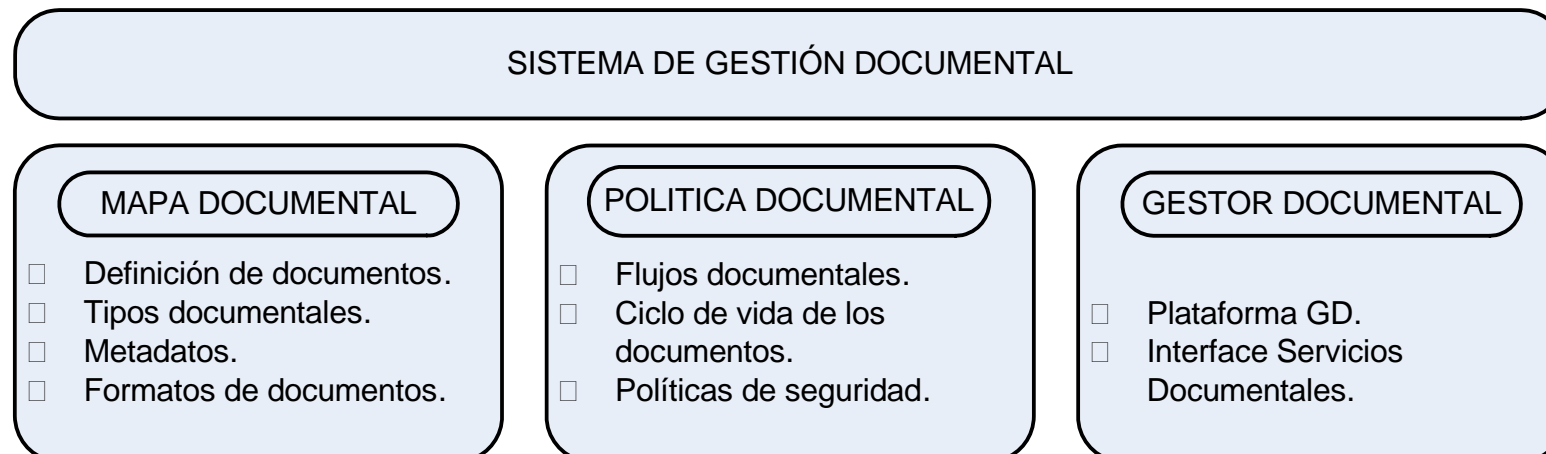 SISTEMA DE GESTIÓN DOCUMENTAL
MAPA DOCUMENTAL
Definición de documentos.
Tipos documentales.
Metadatos.
Formatos de documentos.
POLITICA DOCUMENTAL
Flujos documentales.
Ciclo de vida de los
documentos.
Políticas de seguridad.
GESTOR DOCUMENTAL
Plataforma GD.
Interface Servicios
Documentales.